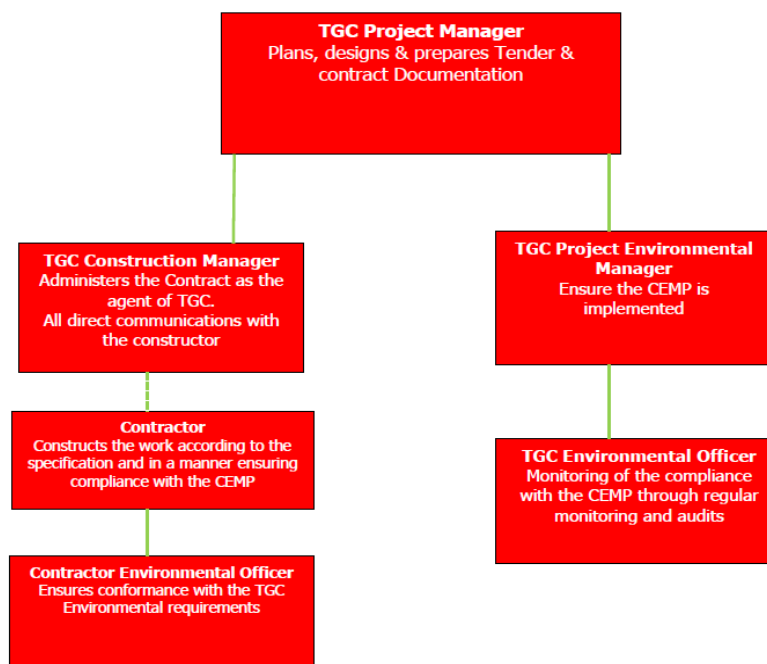 TGC Project Manager
Plans, designs & prepares Tender &
contract Documentation
TGC Construction Manager
Administers the Contract as the
agent of TGC.
All direct communications with
the constructor
TGC Project Environmental
Manager
Ensure the CEMP is
implemented
Contractor
Constructs the work according to the
specification and in a manner ensuring
compliance with the CEMP
TGC Environmental Officer
Monitoring of the compliance
with the CEMP through regular
monitoring and audits
Contractor Environmental Officer
Ensures conformance with the TGC
Environmental requirements